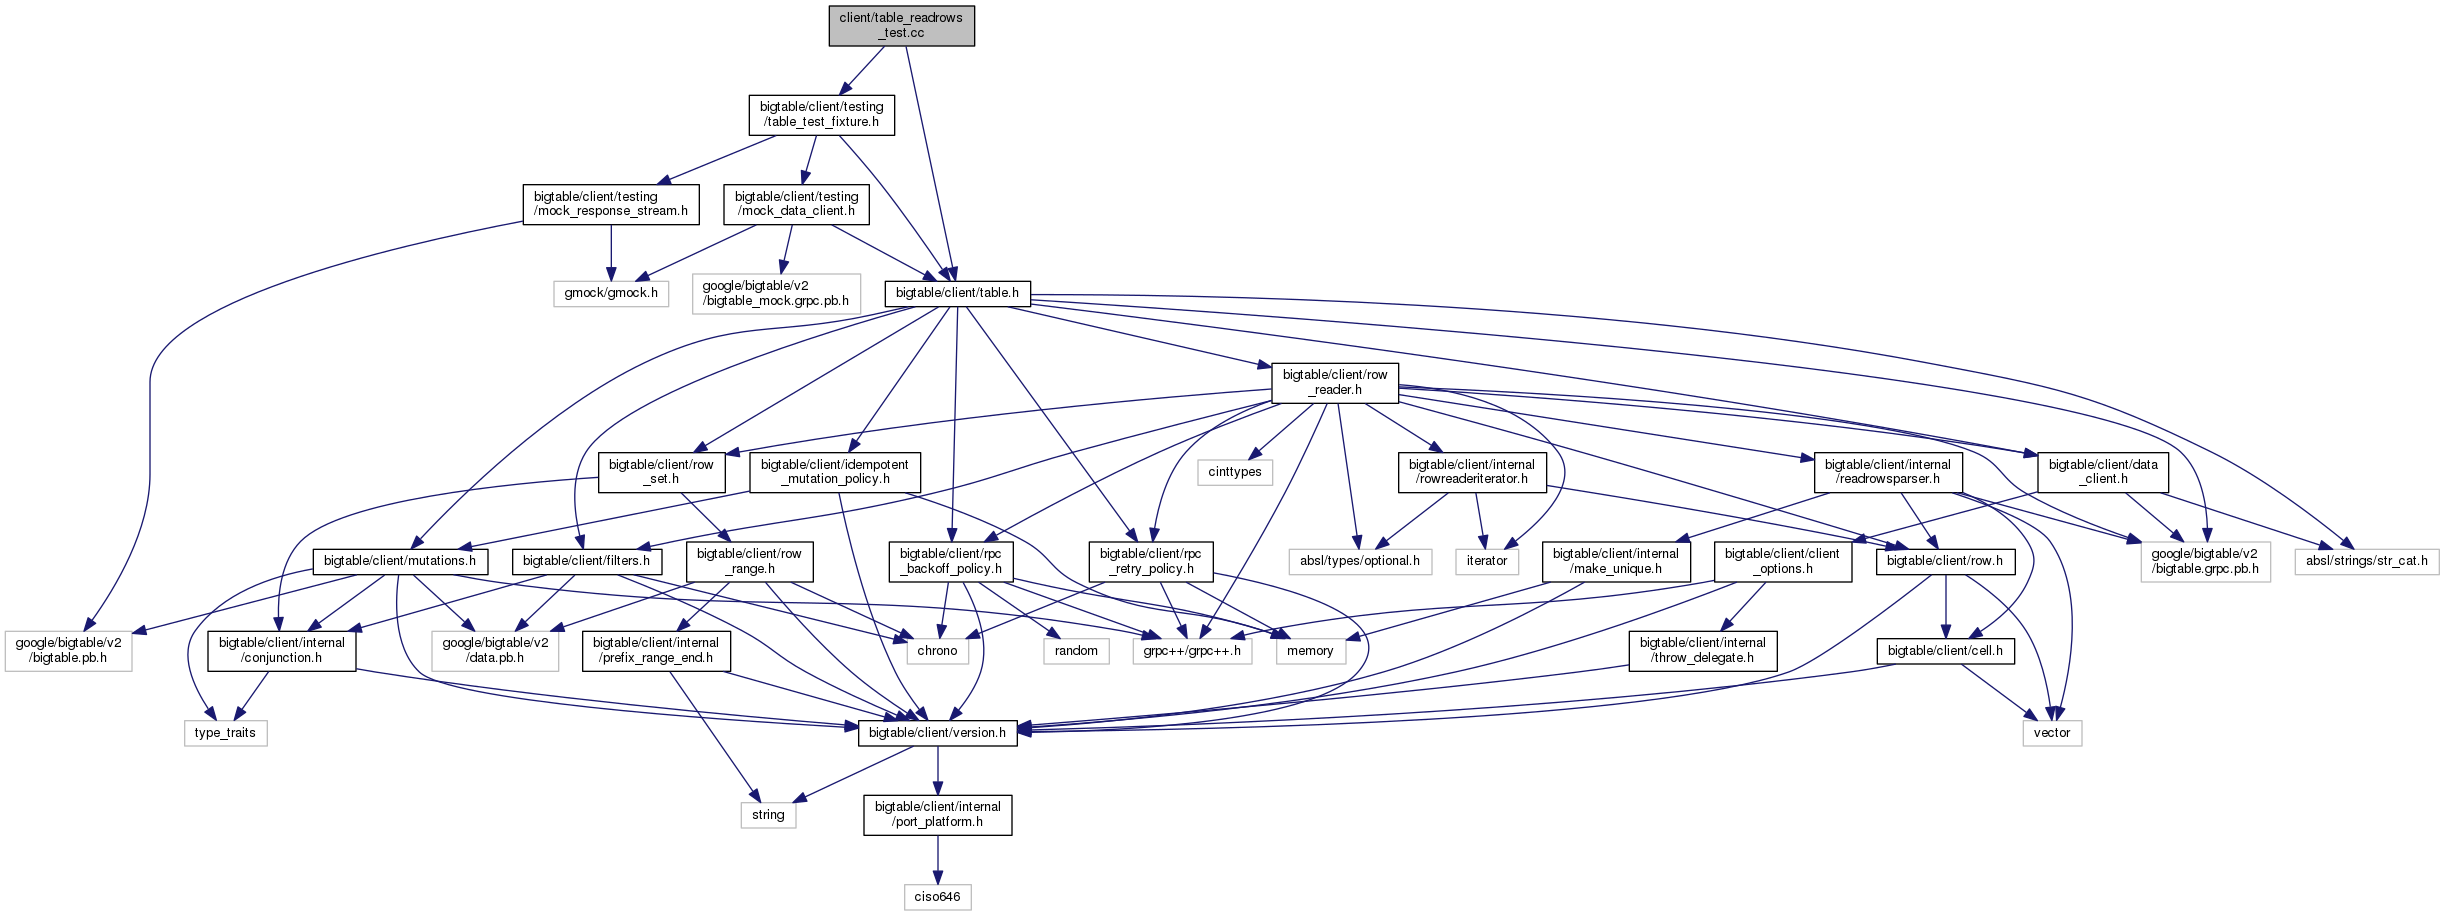 client/table_readrows
_test.cc
bigtable/client/testing
/table_test_fixture.h
bigtable/client/testing
/mock_response_stream.h
bigtable/client/testing
/mock_data_client.h
gmock/gmock.h
google/bigtable/v2
/bigtable_mock.grpc.pb.h
bigtable/client/table.h
bigtable/client/row
_reader.h
bigtable/client/row
_set.h
bigtable/client/idempotent
_mutation_policy.h
cinttypes
bigtable/client/internal
/rowreaderiterator.h
bigtable/client/internal
/readrowsparser.h
bigtable/client/data
_client.h
bigtable/client/mutations.h
bigtable/client/filters.h
bigtable/client/row
_range.h
bigtable/client/rpc
_backoff_policy.h
bigtable/client/rpc
_retry_policy.h
absl/types/optional.h
iterator
bigtable/client/internal
/make_unique.h
bigtable/client/client
_options.h
bigtable/client/row.h
google/bigtable/v2
/bigtable.grpc.pb.h
absl/strings/str_cat.h
google/bigtable/v2
/bigtable.pb.h
bigtable/client/internal
/conjunction.h
google/bigtable/v2
/data.pb.h
bigtable/client/internal
/prefix_range_end.h
chrono
random
grpc++/grpc++.h
memory
bigtable/client/internal
/throw_delegate.h
bigtable/client/cell.h
type_traits
bigtable/client/version.h
vector
string
bigtable/client/internal
/port_platform.h
ciso646